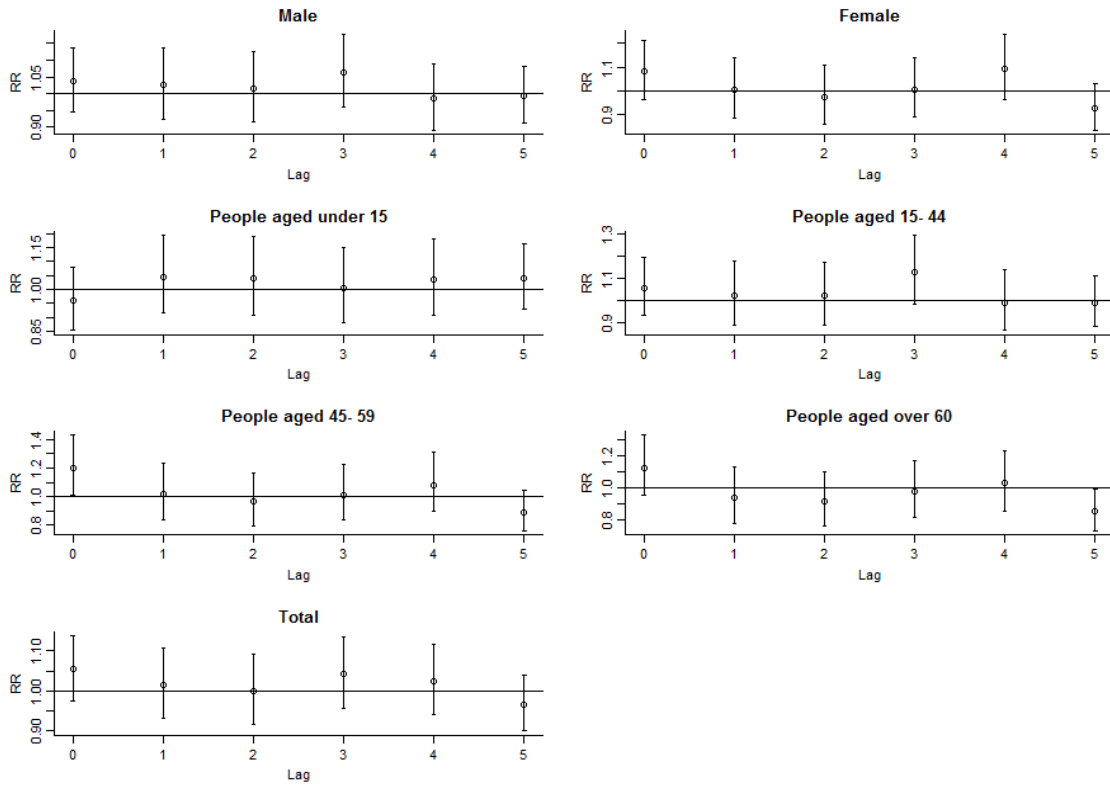 Male
RR
0.90 1.05
0 1 2 3 4 5
Lag
Female
RR
0.9 1.1
0 1 2 3 4 5
Lag
People aged under 15
RR
0.85 1.00 1.15
0 1 2 3 4 5
Lag
People aged 15- 44
RR
0.9 1.1 1.3
0 1 2 3 4 5
Lag
People aged 45- 59
RR
0.8 1.0 1.2 1.4
0 1 2 3 4 5
Lag
People aged over 60
RR
0.8 1.0 1.2
0 1 2 3 4 5
Lag
Total
RR
0.90 1.00 1.10
0 1 2 3 4 5
Lag